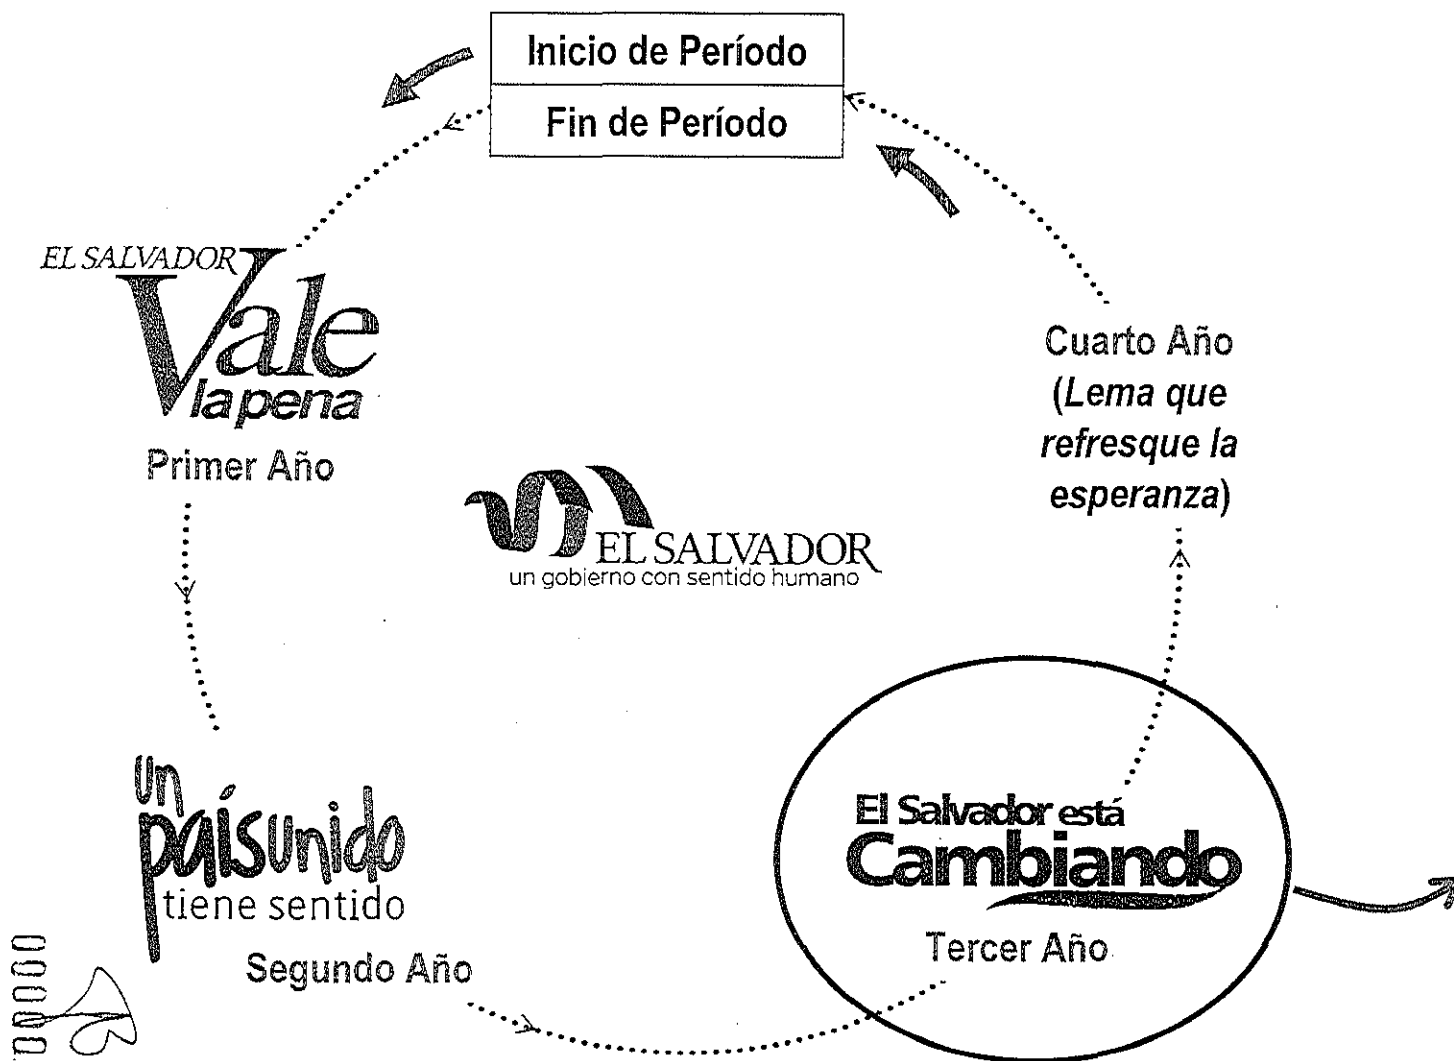 Inicio de Período
Fin de Período
EL SALVADOR
Vale
la pena
Primer Año
Cuarto Año
(Lema que
refresque la
esperanza)
EL SALVADOR
un gobierno con sentido humano
un
país unido
tiene sentido
Segundo Año
El Salvador está
Cambiando
Tercer Año